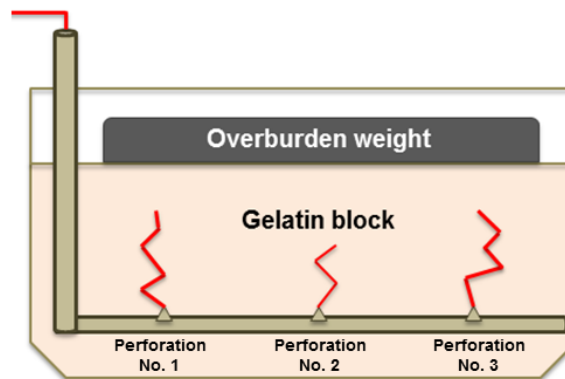 Overburden weight
Gelatin block
Perforation
No. 1
Perforation
No. 2
Perforation
No. 3